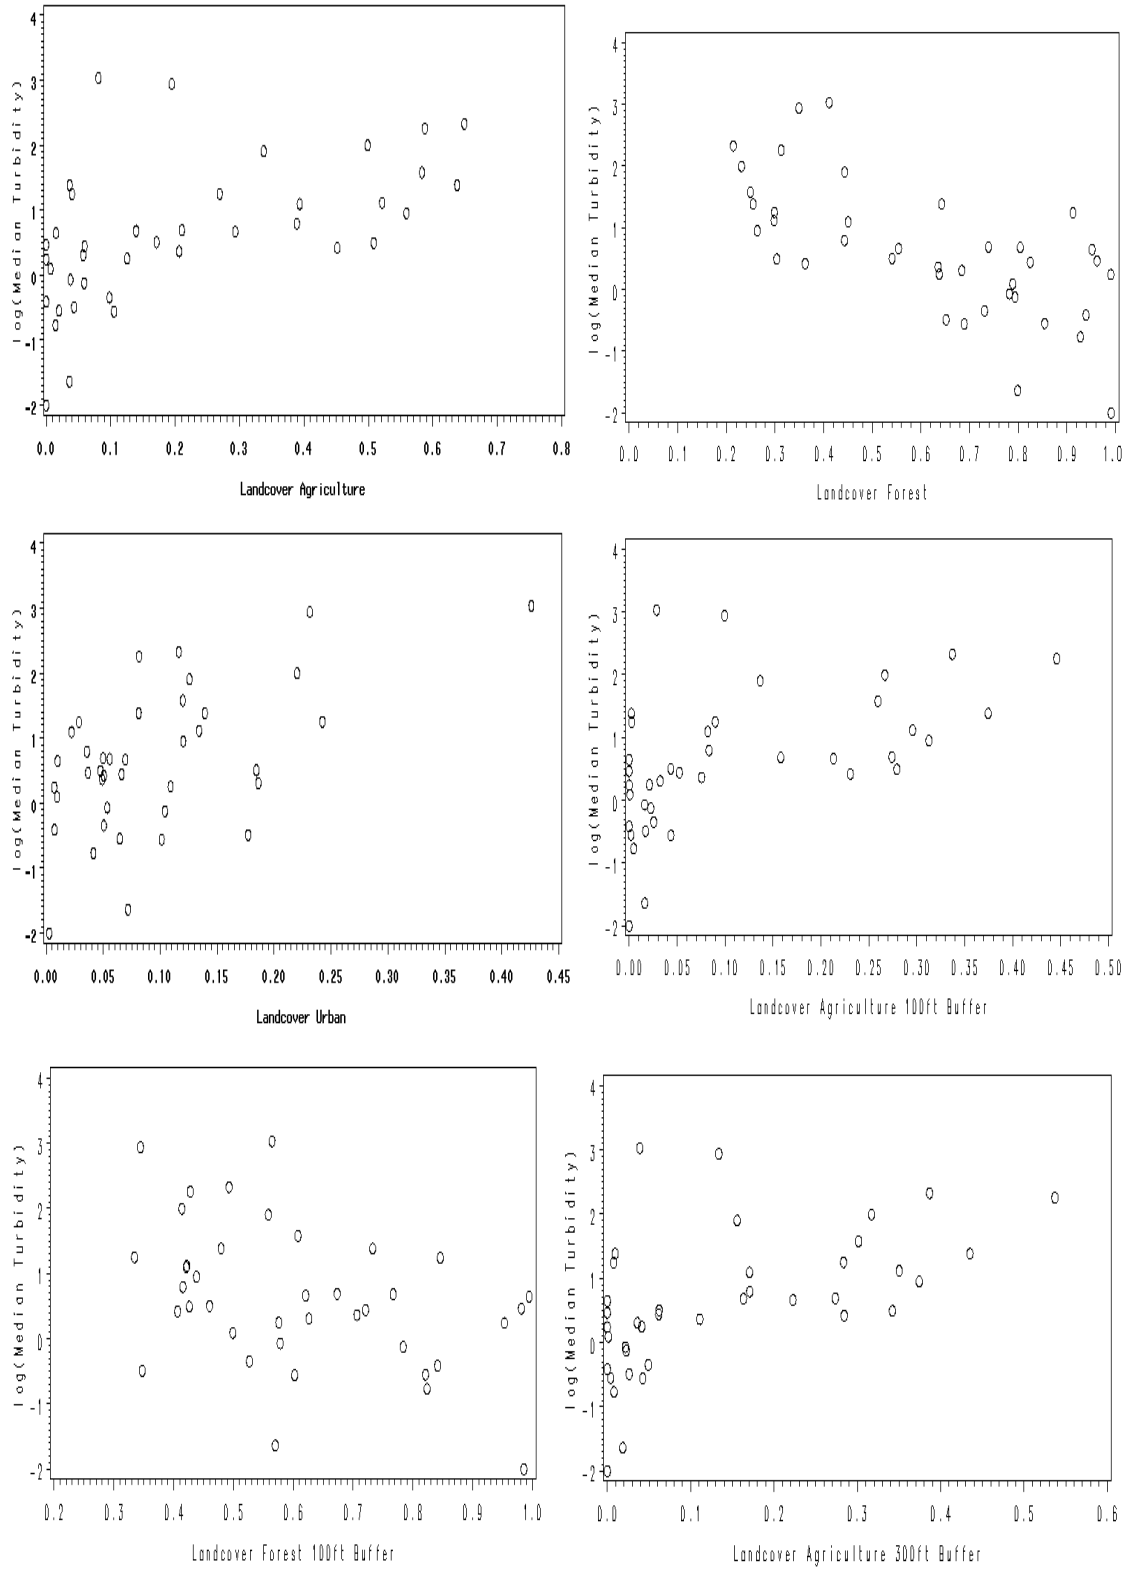 log(Median Turbidity)
4
3
2
1
0
-1
-2
0.0 0.1 0.2 0.3 0.4 0.5 0.6 0.7 0.8
Landcover Agriculture
log(Median Turbidity)
4
3
2
1
0
-1
-2
0.0 0.1 0.2 0.3 0.4 0.5 0.6 0.7 0.8 0.9 1.0
Landcover Forest
log(Median Turbidity)
4
3
2
1
0
-1
-2
0.00 0.05 0.10 0.15 0.20 0.25 0.30 0.35 0.40 0.45
Landcover Urban
log(Median Turbidity)
4
3
2
1
0
-1
-2
0.00 0.05 0.10 0.15 0.20 0.25 0.30 0.35 0.40 0.45 0.50
Landcover Agriculture 100ft Buffer
log(Median Turbidity)
4
3
2
1
0
-1
-2
0.2 0.3 0.4 0.5 0.6 0.7 0.8 0.9 1.0
Landcover Forest 100ft Buffer
log(Median Turbidity)
4
3
2
1
0
-1
-2
0.0 0.1 0.2 0.3 0.4 0.5 0.6
Landcover Agriculture 300ft Buffer